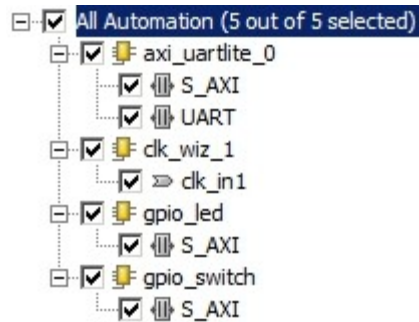 All Automation (5 out of 5 selected)
axi_uartlite_0
S_AXI
UART
clk_wiz_1
clk_in1
gpio_led
S_AXI
gpio_switch
S_AXI